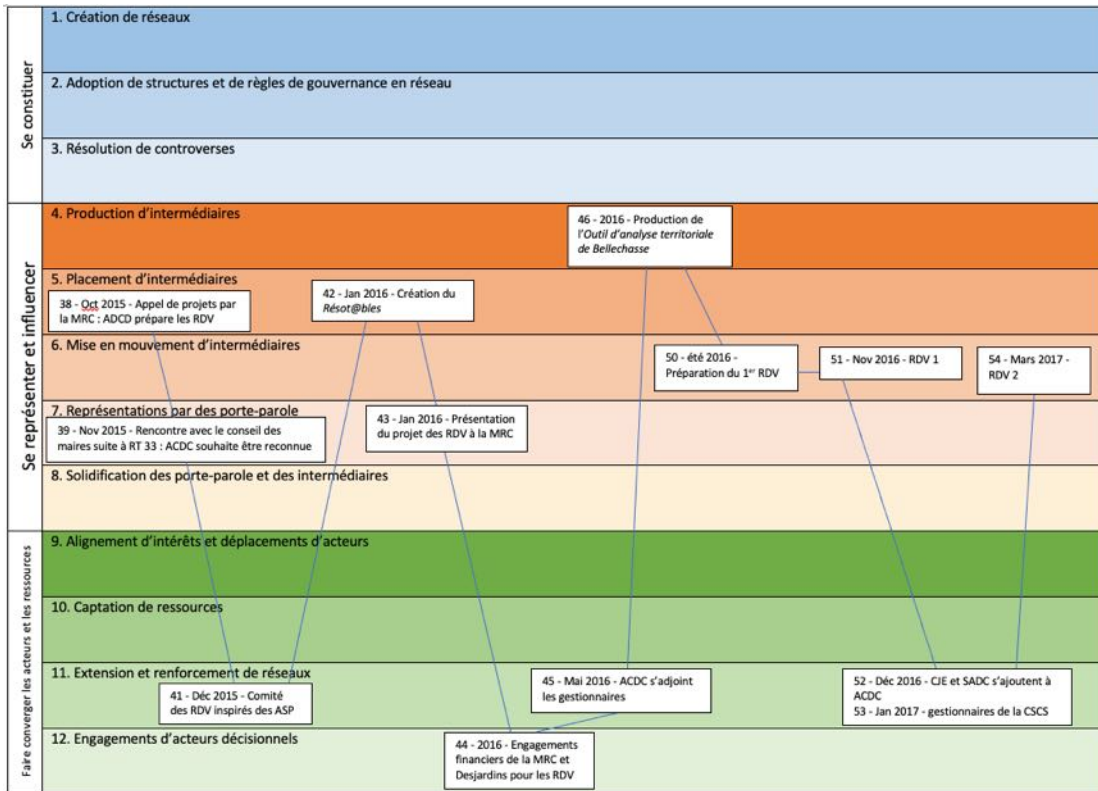 Se constituer
1. Création de réseaux
2. Adoption de structures et de règles de gouvernance en réseau
3. Résolution de controverses
Se représenter et influencer
4. Production d'intermédiaires
46 - 2016 - Production de
l'Outil d'analyse territoriale
de Bellechasse
5. Placement d'intermédiaires
38 - Oct 2015 - Appel de projets par
la MRC : ADCD prépare les RDV
42 - Jan 2016 - Création du
Résot@bles
6. Mise en mouvement d'intermédiaires
50 - été 2016 -
Préparation du 1er RDV
51 - Nov 2016 - RDV 1
54 - Mars 2017 -
RDV 2
7. Représentations par des porte-parole
39 - Nov 2015 - Rencontre avec le conseil des
maires suite à RT 33 : ACDC souhaite être reconnue
43 - Jan 2016 - Présentation
du projet des RDV à la MRC
8. Solidification des porte-parole et des intermédiaires
Faire converger les acteurs et les ressources
9. Alignement d'intérêts et déplacements d'acteurs
10. Captation de ressources
11. Extension et renforcement de réseaux
41 - Déc 2015 - Comité
des RDV inspirés des ASP
45 - Mai 2016 - ACDC s'adjoint
les gestionnaires
52 - Déc 2016 - CJE et SADC s'ajoutent à
ACDC
53 - Jan 2017 - gestionnaires de la CSCS
12. Engagements d'acteurs décisionnels
44 - 2016 - Engagements
financiers de la MRC et
Desjardins pour les RDV